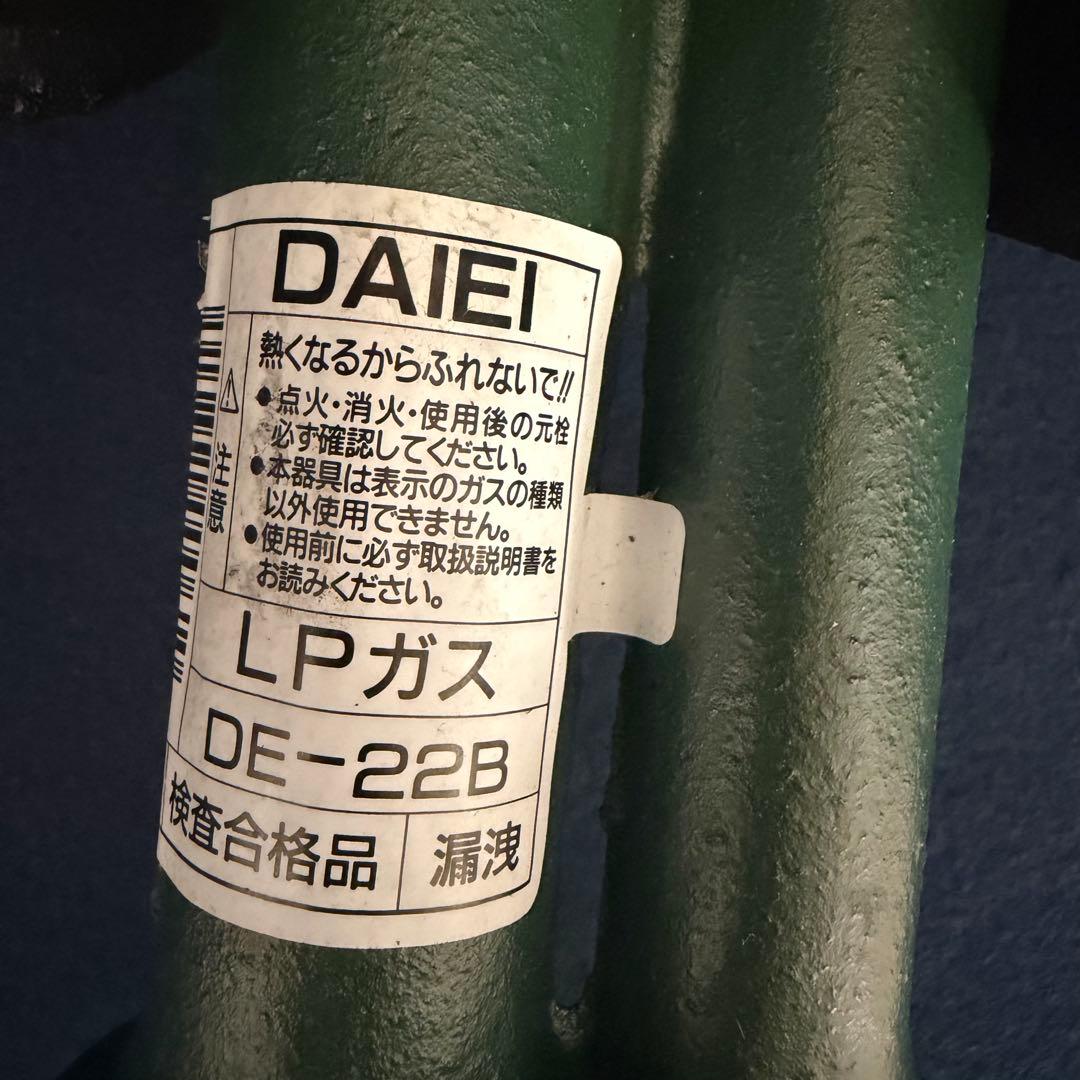 DAIEI
⚠注意
熱くなるからふれないで!!
●点火・消火・使用後の元栓
必ず確認してください。
●本器具は表示のガスの種類
以外使用できません。
●使用前に必ず取扱説明書を
お読みください。
LPガス
DE-22B
検査合格品 漏洩